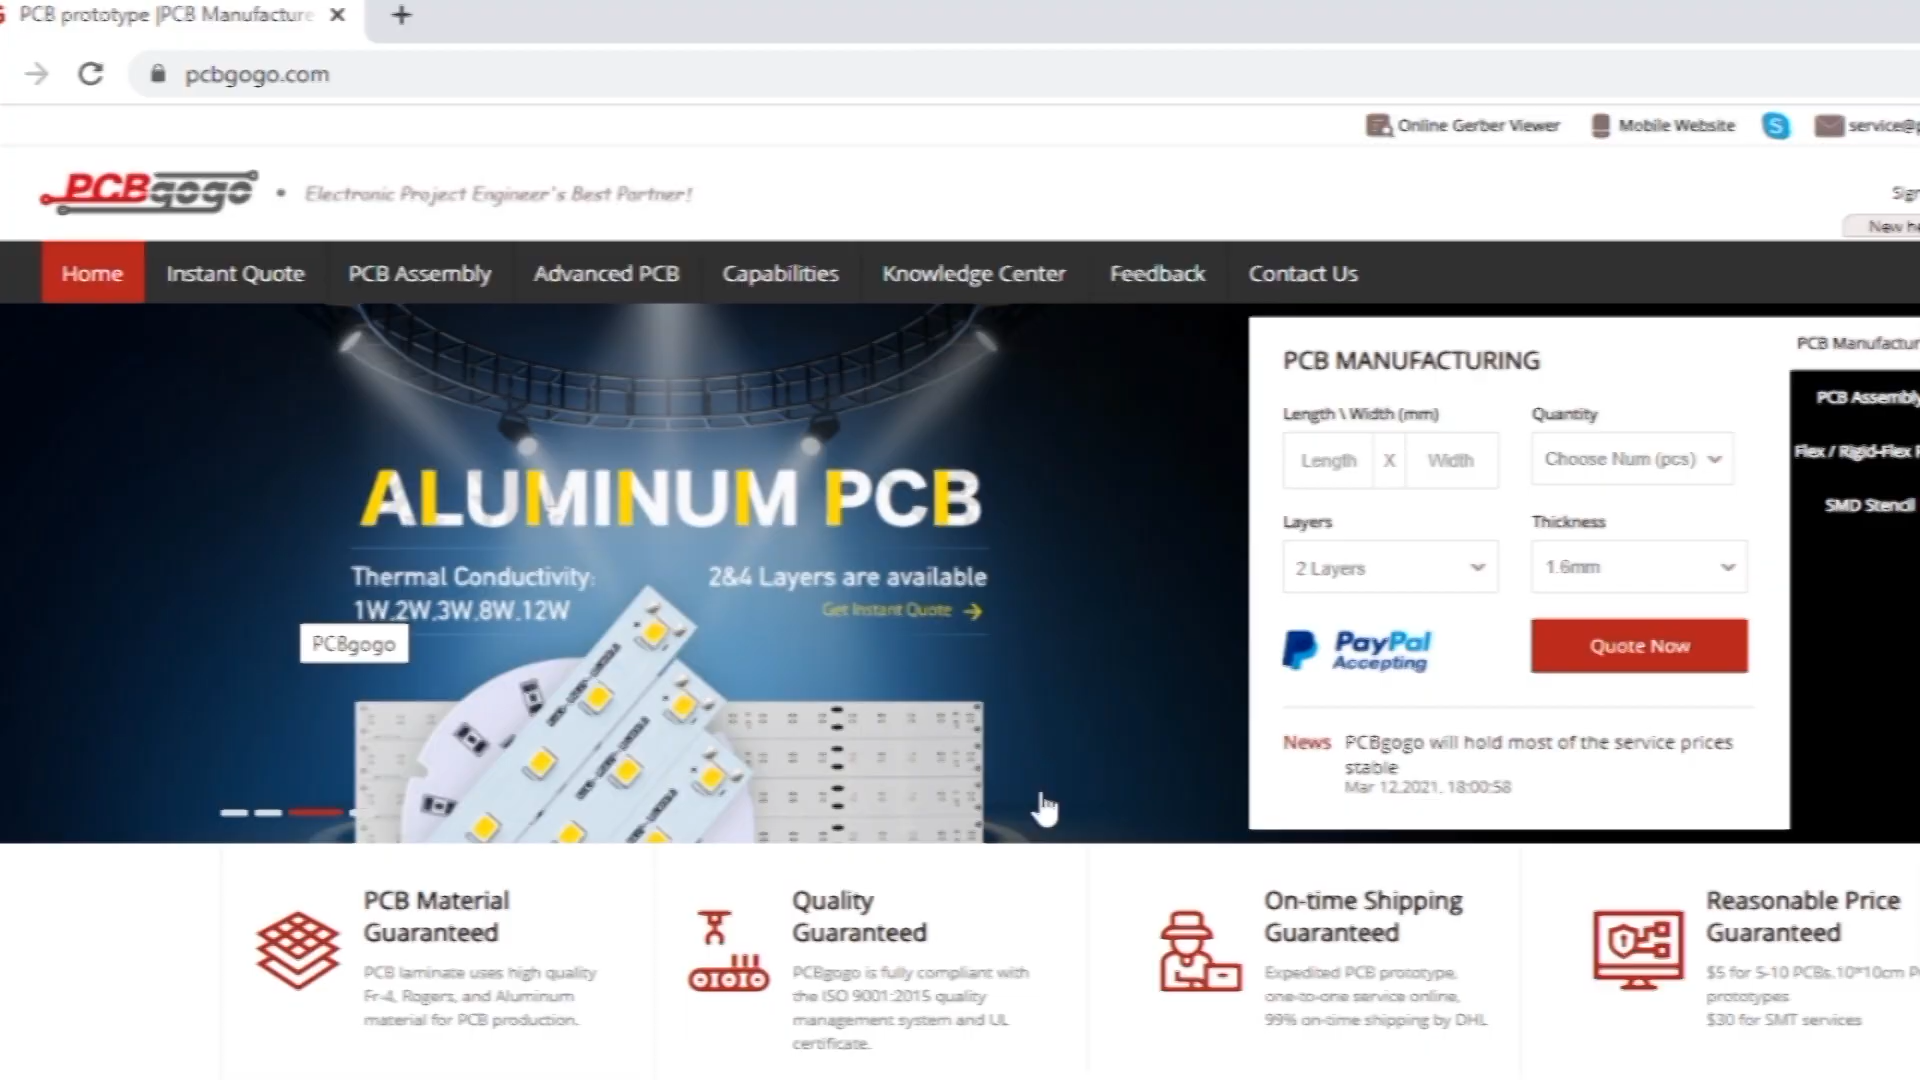 PCB prototype |PCB Manufacture
pcbgogo.com
Online Gerber Viewer
Mobile Website
PCBgogo
Electronic Project Engineer's Best Partner!
Home
Instant Quote
PCB Assembly
Advanced PCB
Capabilities
Knowledge Center
Feedback
Contact Us
ALUMINUM PCB
Thermal Conductivity:
1W,2W,3W,8W,12W
2&4 Layers are available
Get Instant Quote
PCBgogo
PCB MANUFACTURING
Length \ Width (mm)
Quantity
Length X Width
Choose Num (pcs)
Layers
Thickness
2 Layers
1.6mm
PayPal
Accepting
Quote Now
News
PCBgogo will hold most of the service prices
stable
Mar 12,2021, 18:00:58
PCB Manufactur
PCB Assembly
Flex / Rigid-Flex
SMD Stencil
PCB Material
Guaranteed
PCB laminate uses high quality
Fr-4, Rogers, and Aluminum
material for PCB production.
Quality
Guaranteed
PCBgogo is fully compliant with
the ISO 9001:2015 quality
management system and UL
certificate.
On-time Shipping
Guaranteed
Expedited PCB prototype,
one-to-one service online,
99% on-time shipping by DHL
Reasonable Price
Guaranteed
$5 for 5-10 PCBs,10*10cm
prototypes
$30 for SMT services